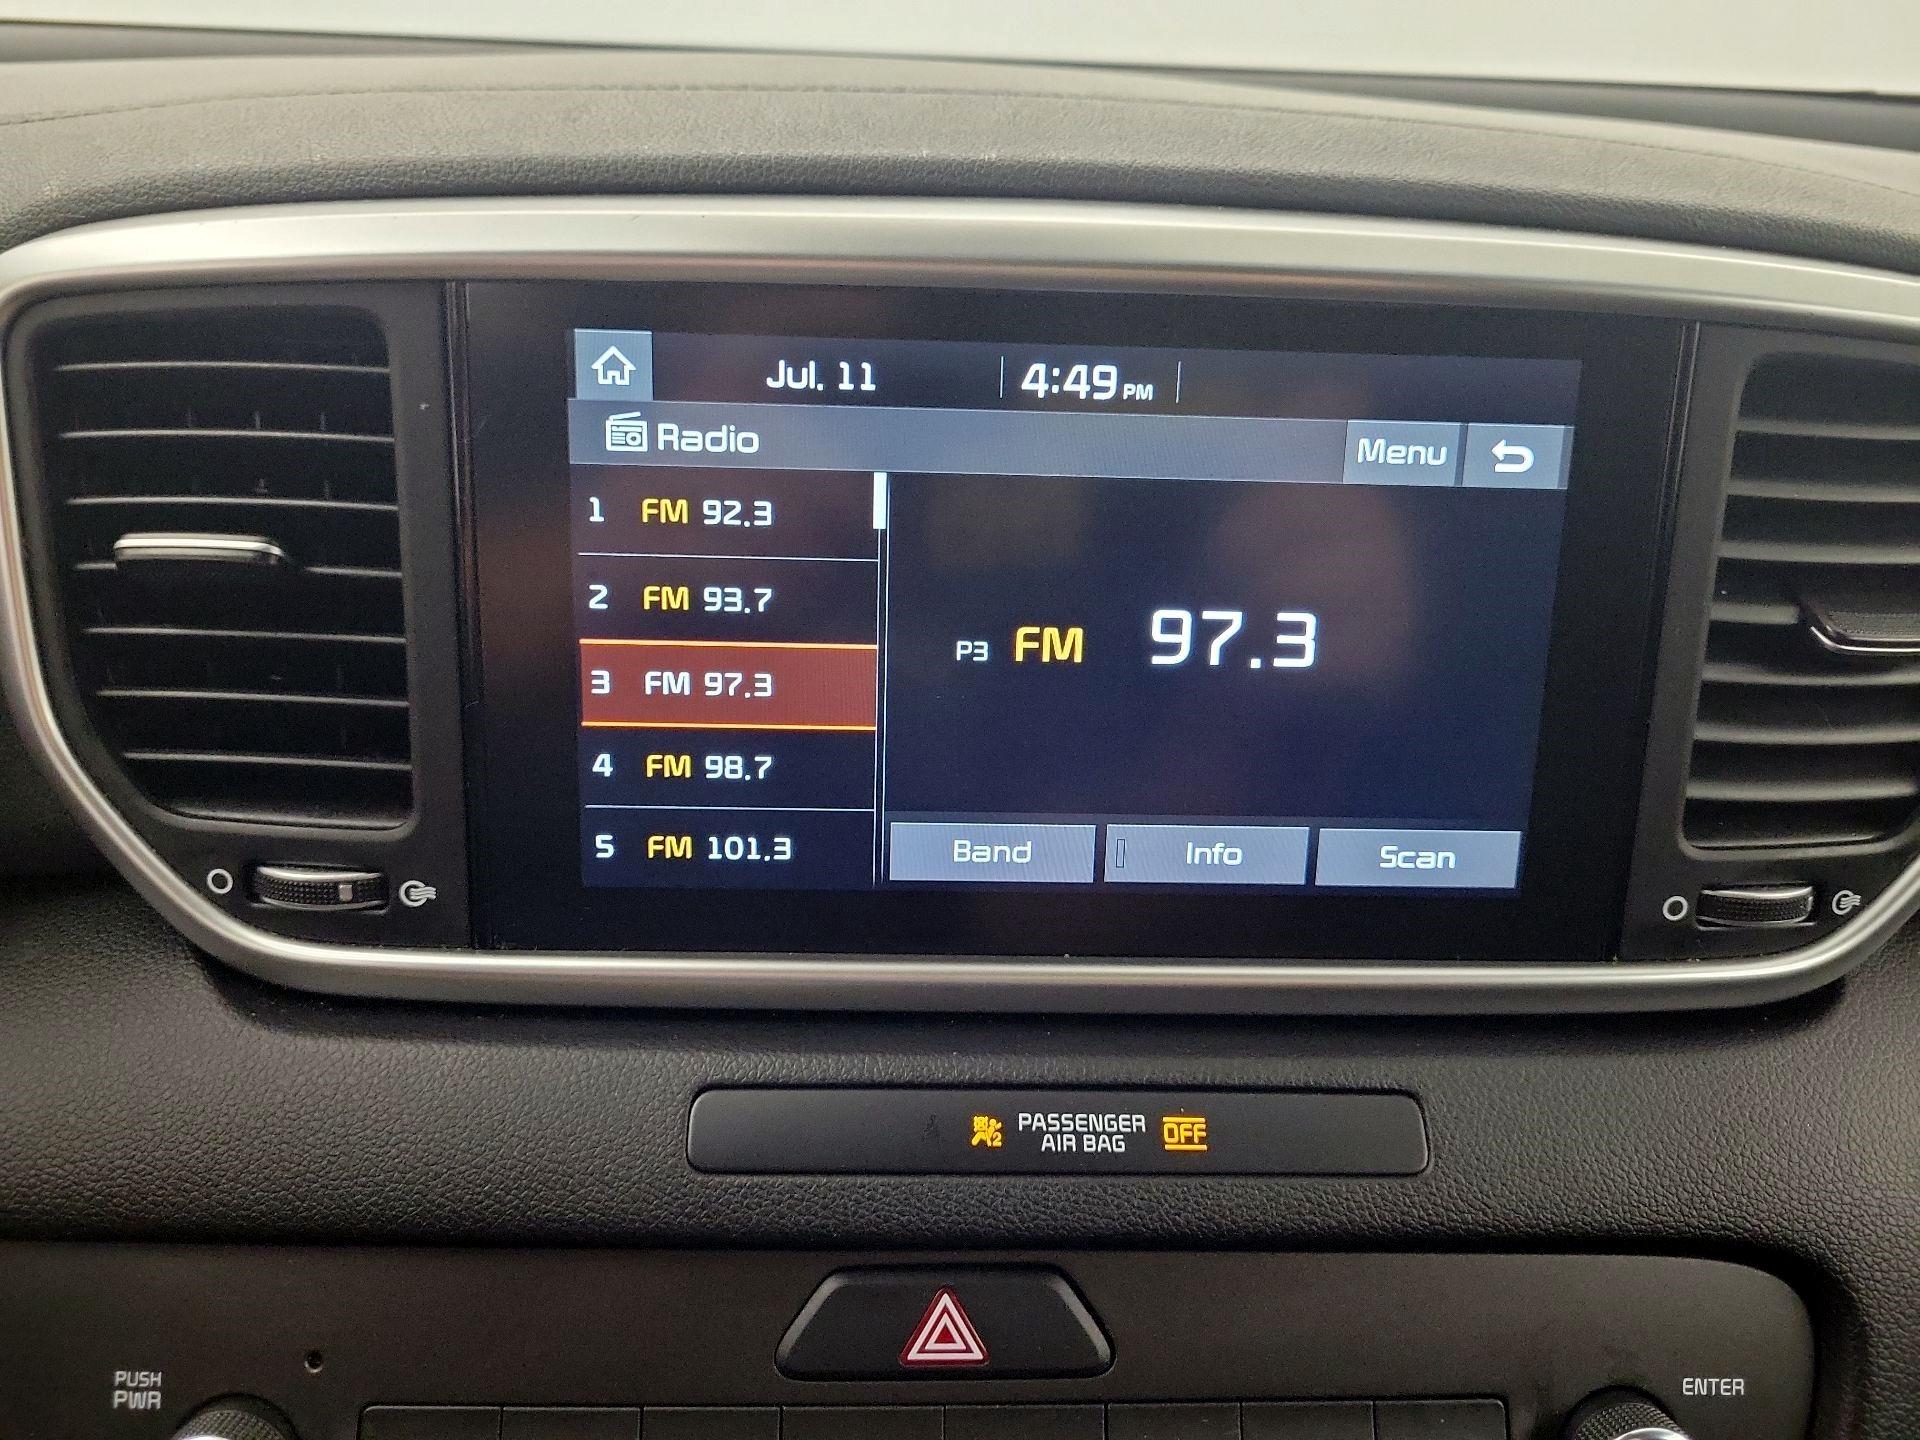 Jul. 11 4:49 PM
Radio Menu
1 FM 92.3
2 FM 93.7
3 FM 97.3
4 FM 98.7
5 FM 101.3
P3 FM 97.3
Band Info Scan
PASSENGER
AIR BAG OFF
2
PUSH
PWR
ENTER